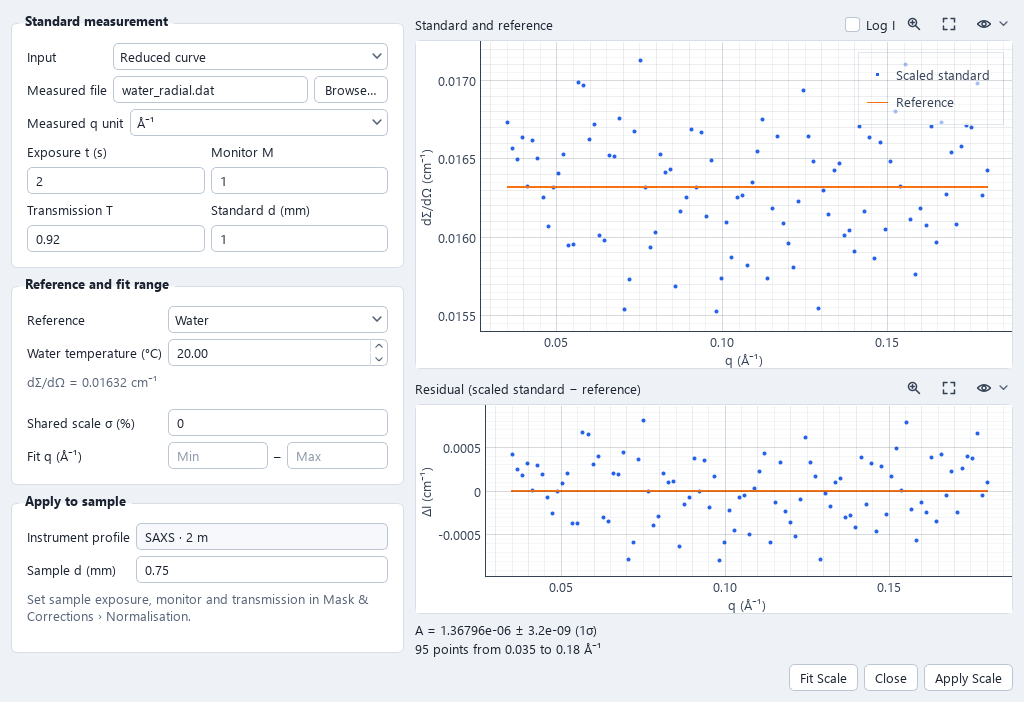 Standard measurement
Input
Reduced curve
Measured file
water_radial.dat
Browse...
Measured q unit
Å⁻¹
Exposure t (s)
Monitor M
2
1
Transmission T
Standard d (mm)
0.92
1
Reference and fit range
Reference
Water
Water temperature (°C)
20.00
dΣ/dΩ = 0.01632 cm⁻¹
Shared scale σ (%)
0
Fit q (Å⁻¹)
Min
–
Max
Apply to sample
Instrument profile
SAXS · 2 m
Sample d (mm)
0.75
Set sample exposure, monitor and transmission in Mask &
Corrections › Normalisation.
Standard and reference
Log I
0.0170
0.0165
0.0160
0.0155
dΣ/dΩ (cm⁻¹)
Scaled standard
Reference
0.05
0.10
0.15
q (Å⁻¹)
Residual (scaled standard − reference)
0.0005
0
-0.0005
ΔI (cm⁻¹)
0.05
0.10
0.15
q (Å⁻¹)
A = 1.36796e-06 ± 3.2e-09 (1σ)
95 points from 0.035 to 0.18 Å⁻¹
Fit Scale
Close
Apply Scale